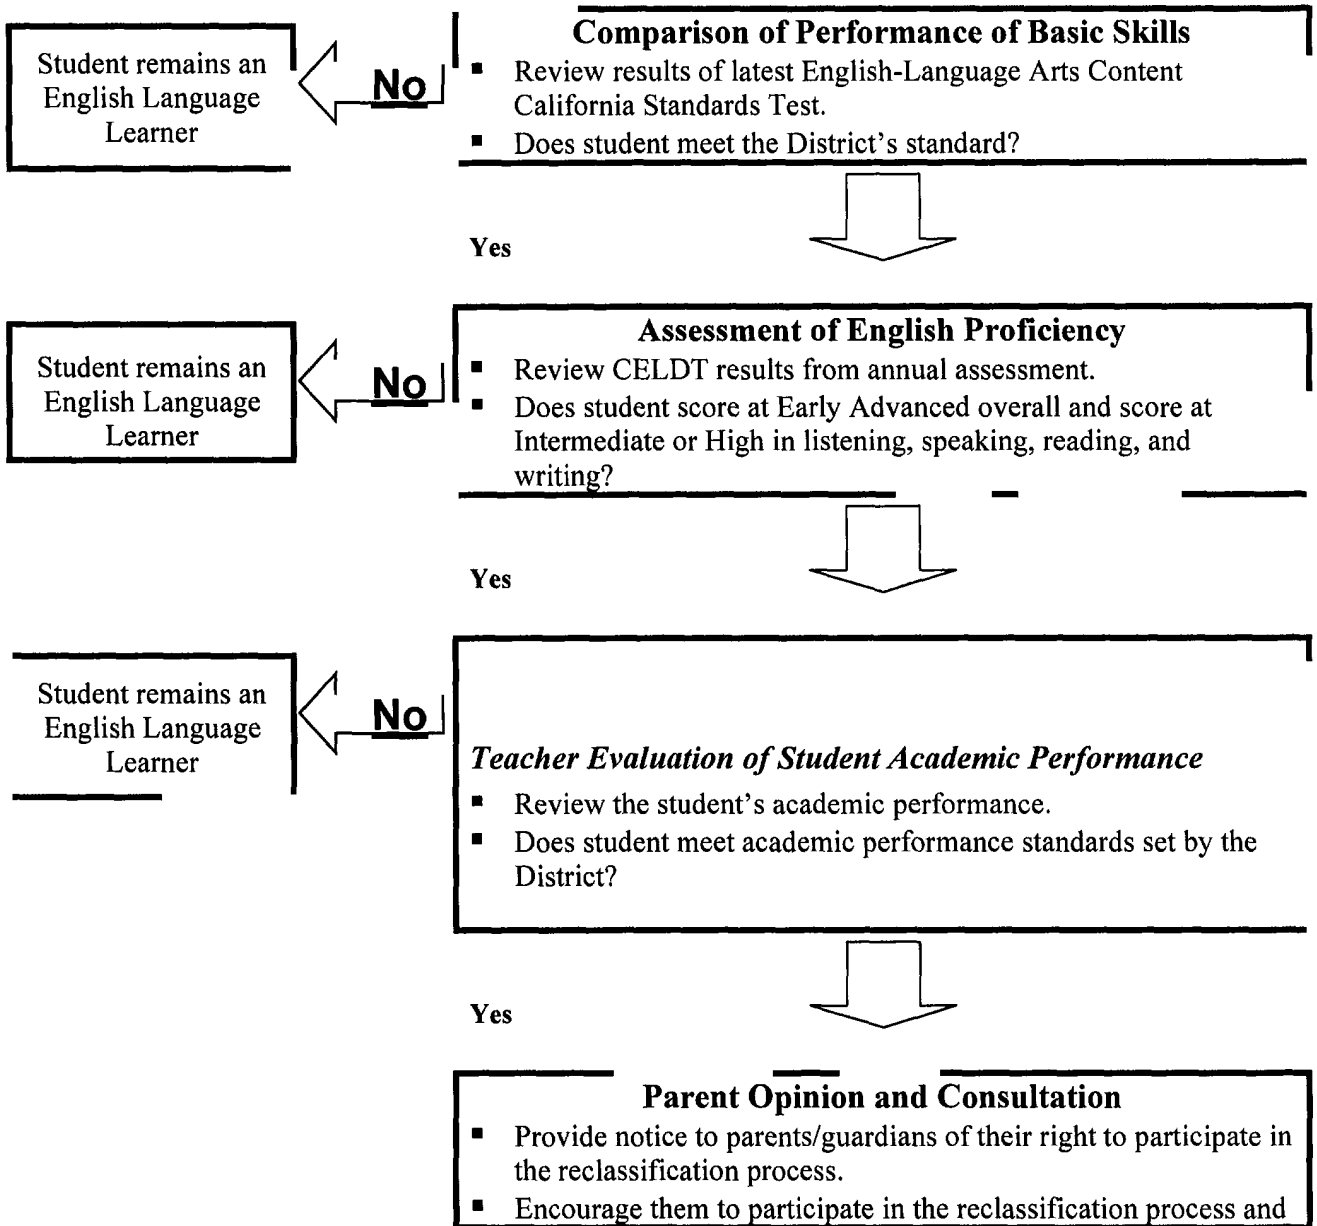 Comparison of Performance of Basic Skills
▪ Review results of latest English-Language Arts Content
California Standards Test.
▪ Does student meet the District's standard?
No
Student remains an
English Language
Learner
Yes
Assessment of English Proficiency
▪ Review CELDT results from annual assessment.
▪ Does student score at Early Advanced overall and score at
Intermediate or High in listening, speaking, reading, and
writing?
No
Student remains an
English Language
Learner
Yes
Teacher Evaluation of Student Academic Performance
▪ Review the student's academic performance.
▪ Does student meet academic performance standards set by the
District?
No
Student remains an
English Language
Learner
Yes
Parent Opinion and Consultation
▪ Provide notice to parents/guardians of their right to participate in
the reclassification process.
▪ Encourage them to participate in the reclassification process and